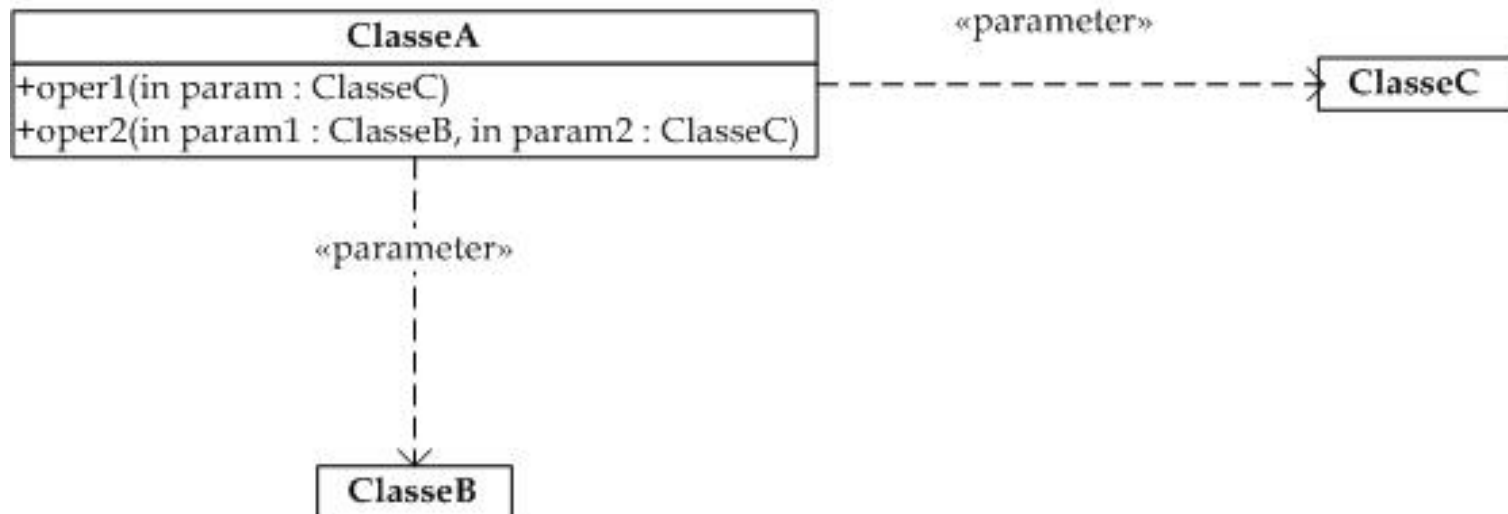 ClasseA
+oper1(in param : ClasseC)
+oper2(in param1 : ClasseB, in param2 : ClasseC)
«parameter»
ClasseC
«parameter»
ClasseB